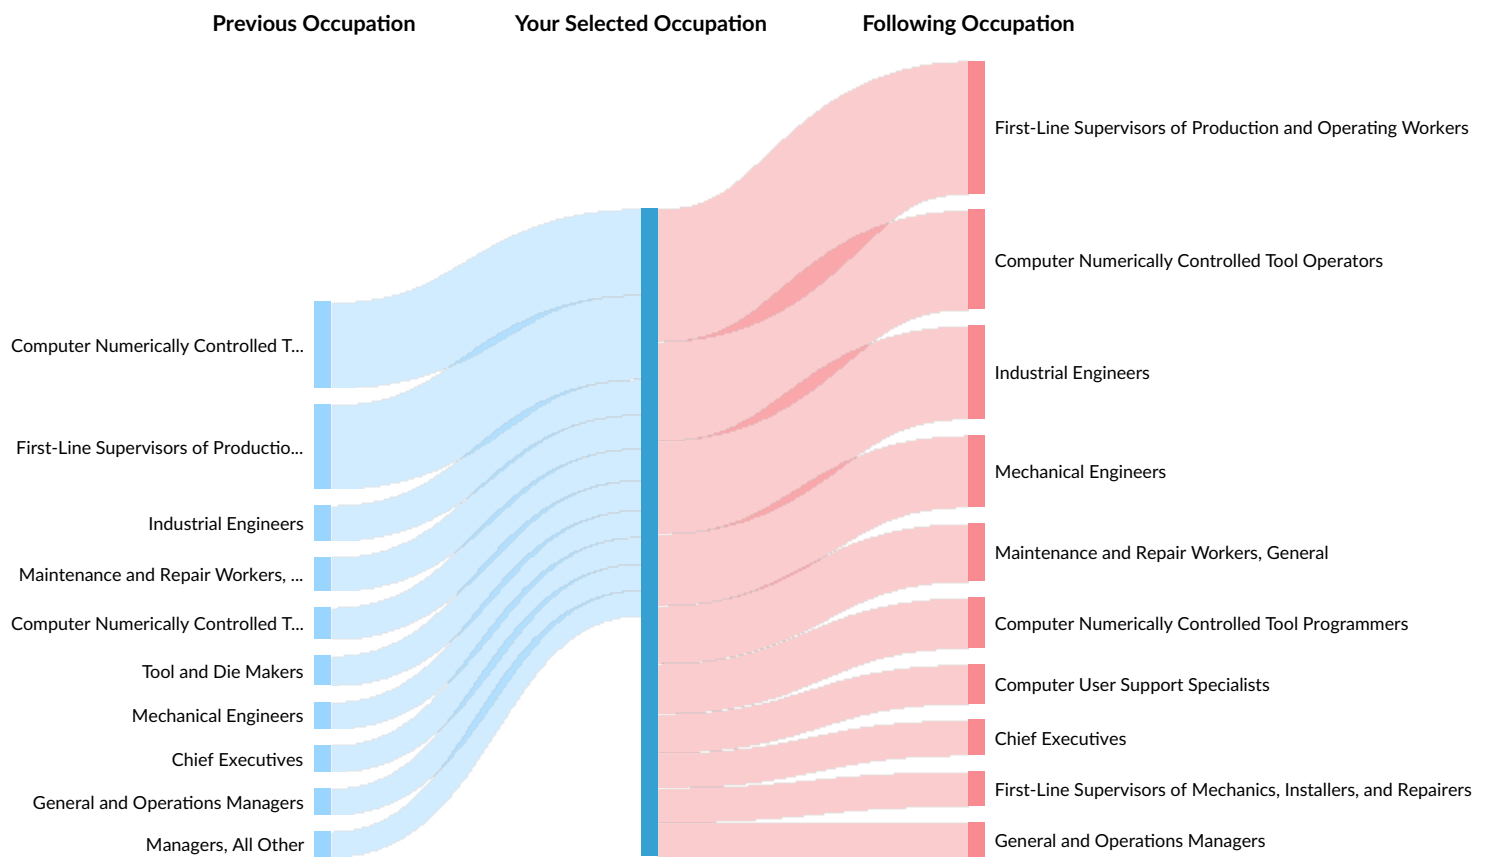 Previous Occupation
Your Selected Occupation
Following Occupation
Computer Numerically Controlled T...
First-Line Supervisors of Productio...
Industrial Engineers
Maintenance and Repair Workers, ...
Computer Numerically Controlled T...
Tool and Die Makers
Mechanical Engineers
Chief Executives
General and Operations Managers
Managers, All Other
First-Line Supervisors of Production and Operating Workers
Computer Numerically Controlled Tool Operators
Industrial Engineers
Mechanical Engineers
Maintenance and Repair Workers, General
Computer Numerically Controlled Tool Programmers
Computer User Support Specialists
Chief Executives
First-Line Supervisors of Mechanics, Installers, and Repairers
General and Operations Managers